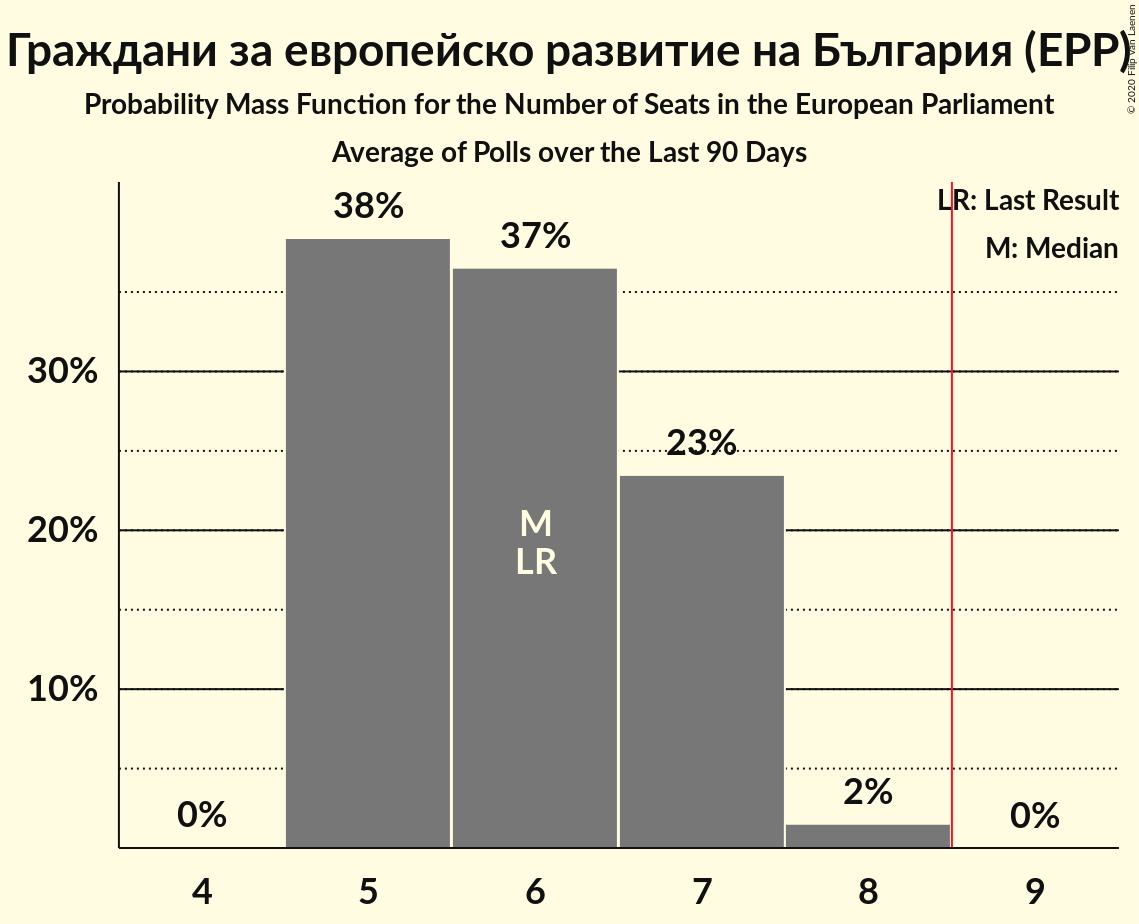 Граждани за европейско развитие на България (EPP)
Probability Mass Function for the Number of Seats in the European Parliament
Average of Polls over the Last 90 Days
© 2020 Filip van Laenen
LR: Last Result
M: Median
38%
37%
23%
2%
0%
0%
M
LR
30%
20%
10%
4
5
6
7
8
9